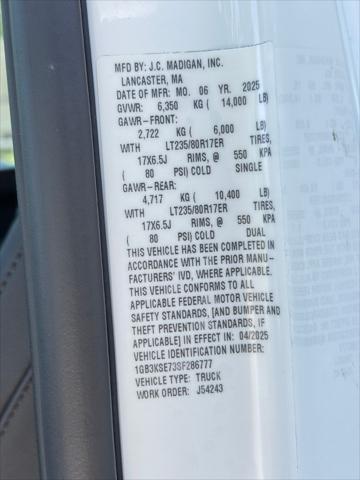 MFD BY: J.C. MADIGAN, INC.
LANCASTER, MA
DATE OF MFR: MO. 06 YR. 2025
GVWR: 6,350 KG ( 14,000 LB)
GAWR-FRONT:
2,722 KG ( 6,000 LB)
WITH LT235/80R17ER TIRES,
17X6.5J RIMS, @ 550 KPA
( 80 PSI) COLD SINGLE
GAWR-REAR:
4,717 KG ( 10,400 LB)
WITH LT235/80R17ER TIRES,
17X6.5J RIMS, @ 550 KPA
( 80 PSI) COLD DUAL
THIS VEHICLE HAS BEEN COMPLETED IN
ACCORDANCE WITH THE PRIOR MANU-
FACTURERS' IVD, WHERE APPLICABLE.
THIS VEHICLE CONFORMS TO ALL
APPLICABLE FEDERAL MOTOR VEHICLE
SAFETY STANDARDS, [AND BUMPER AND
THEFT PREVENTION STANDARDS, IF
APPLICABLE] IN EFFECT IN: 04/2025
VEHICLE IDENTIFICATION NUMBER:
1GB3KSE73SF286777
VEHICLE TYPE: TRUCK
WORK ORDER: J54243